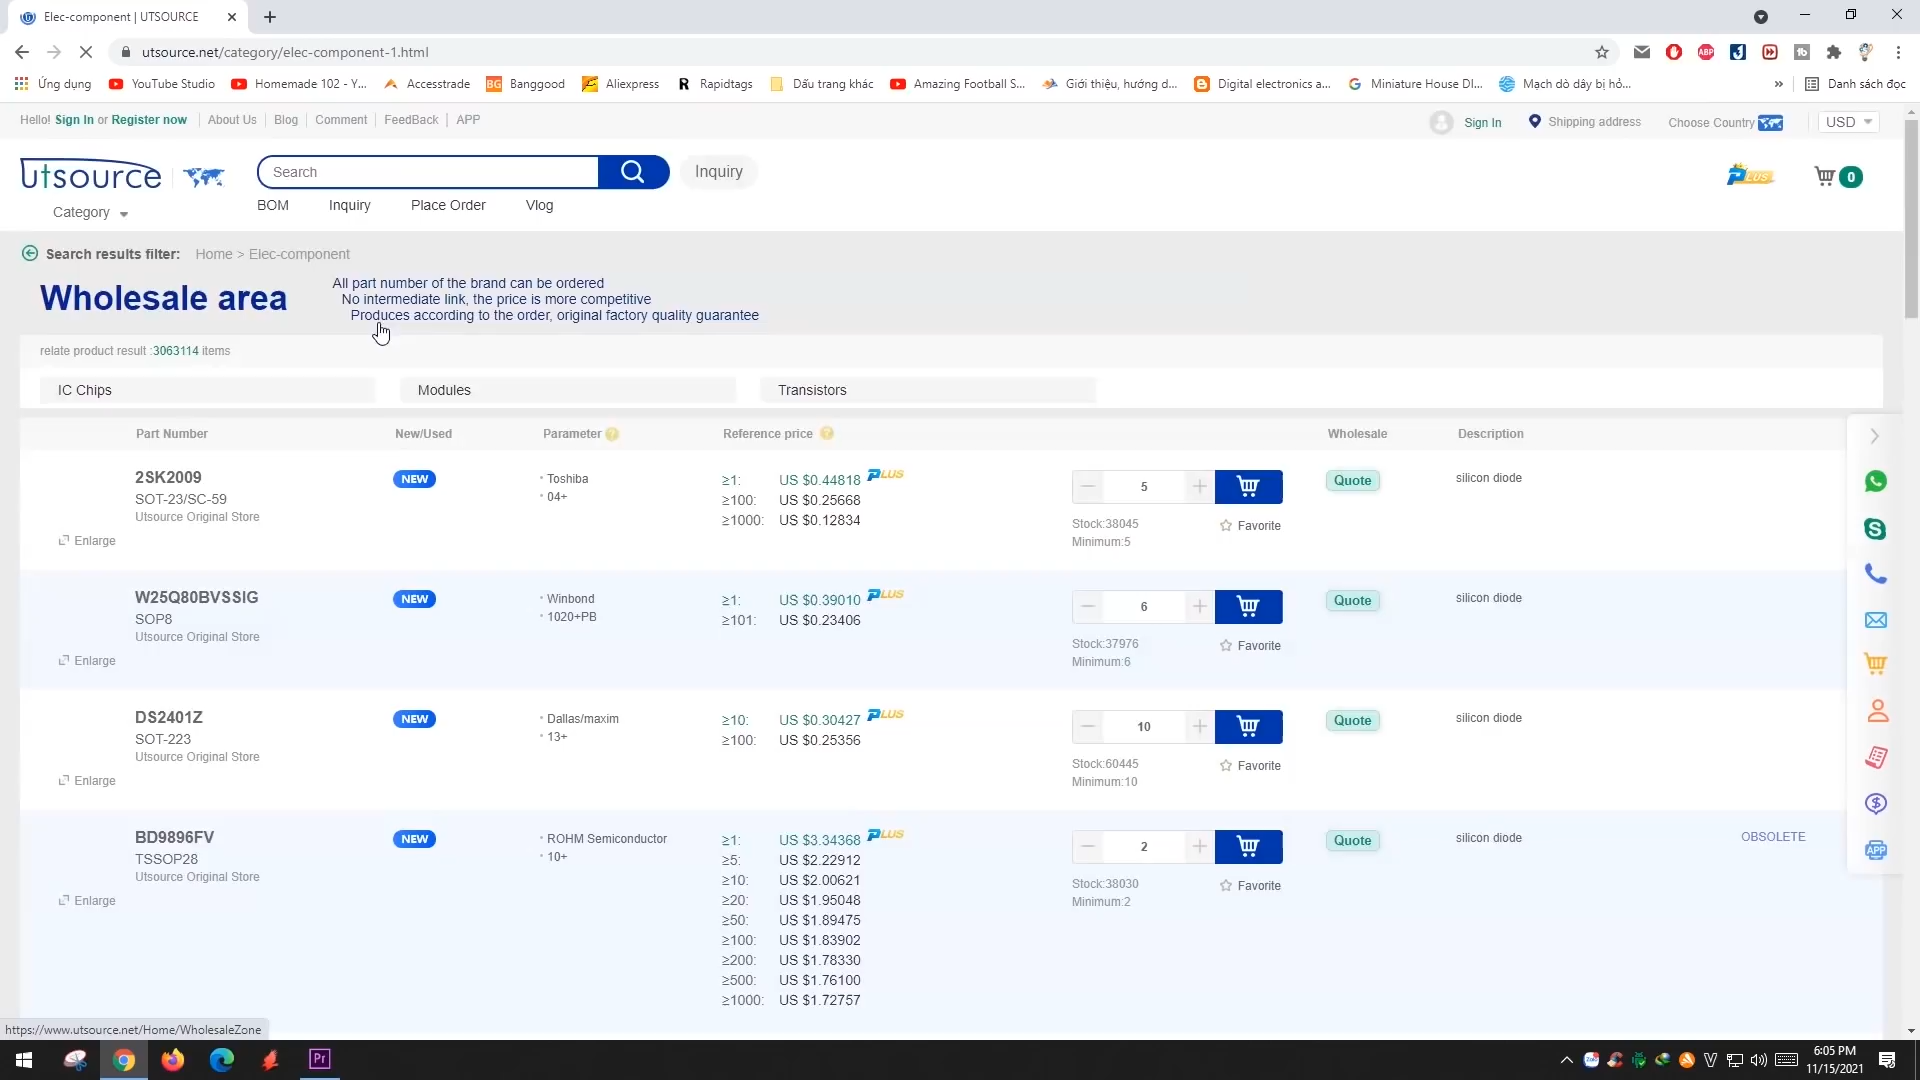 Elec-component | UTSOURCE
utsource.net/category/elec-component-1.html
Ứng dụng YouTube Studio Homemade 102 - Y... Accesstrade BG Banggood Aliexpress R Rapidtags Dấu trang khác Amazing Football S... Giới thiệu, hướng d... Digital electronics a... Miniature House DI... Mạch dò dây bị hỏ... » Danh sách đọc
Hello! Sign In or Register now About Us Blog Comment FeedBack APP Sign In Shipping address Choose Country USD
utsource Search Inquiry PLUS 0
Category BOM Inquiry Place Order Vlog
Search results filter: Home > Elec-component
Wholesale area
All part number of the brand can be ordered
No intermediate link, the price is more competitive
Produces according to the order, original factory quality guarantee
relate product result :3063114 items
IC Chips Modules Transistors
Part Number New/Used Parameter ? Reference price ? Wholesale Description
2SK2009 NEW Toshiba ≥1: US $0.44818 PLUS 5 Quote silicon diode
SOT-23/SC-59 04+ ≥100: US $0.25668
Utsource Original Store ≥1000: US $0.12834 Stock:38045 Favorite
Enlarge Minimum:5
W25Q80BVSSIG NEW Winbond ≥1: US $0.39010 PLUS 6 Quote silicon diode
SOP8 1020+PB ≥101: US $0.23406
Utsource Original Store Stock:37976 Favorite
Enlarge Minimum:6
DS2401Z NEW Dallas/maxim ≥10: US $0.30427 PLUS 10 Quote silicon diode
SOT-223 13+ ≥100: US $0.25356
Utsource Original Store Stock:60445 Favorite
Enlarge Minimum:10
BD9896FV NEW ROHM Semiconductor ≥1: US $3.34368 PLUS 2 Quote silicon diode OBSOLETE
TSSOP28 10+ ≥5: US $2.22912
Utsource Original Store ≥10: US $2.00621 Stock:38030 Favorite
Enlarge ≥20: US $1.95048 Minimum:2
≥50: US $1.89475
≥100: US $1.83902
≥200: US $1.78330
≥500: US $1.76100
≥1000: US $1.72757
APP
https://www.utsource.net/Home/WholesaleZone
Pr 6:05 PM
11/15/2021